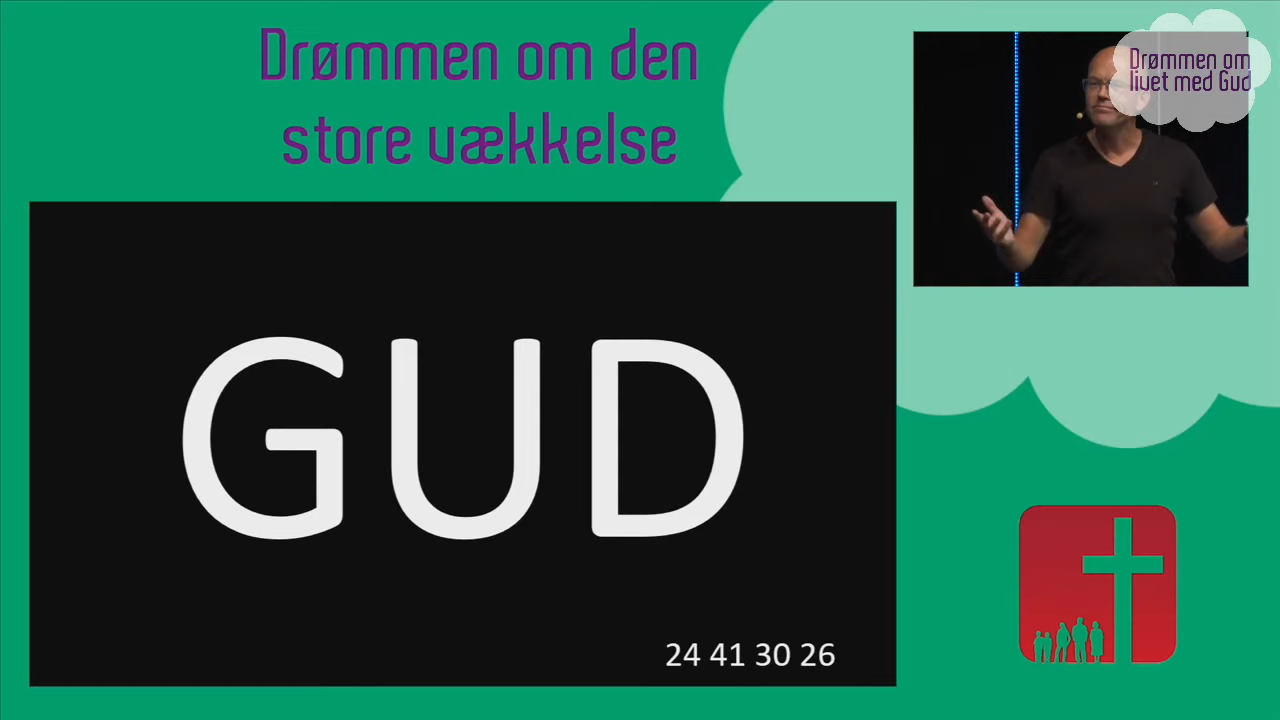 Drømmen om den
store vækkelse
Drømmen om
livet med Gud
GUD
24 41 30 26